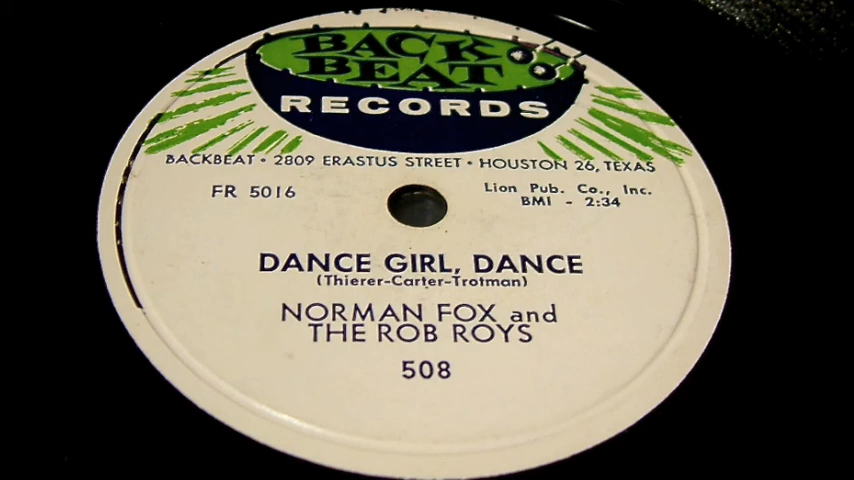 BACK
BEAT
RECORDS
BACKBEAT • 2809 ERASTUS STREET • HOUSTON 26, TEXAS
FR 5016
Lion Pub. Co., Inc.
BMI - 2:34
DANCE GIRL, DANCE
(Thierer-Carter-Trotman)
NORMAN FOX and
THE ROB ROYS
508